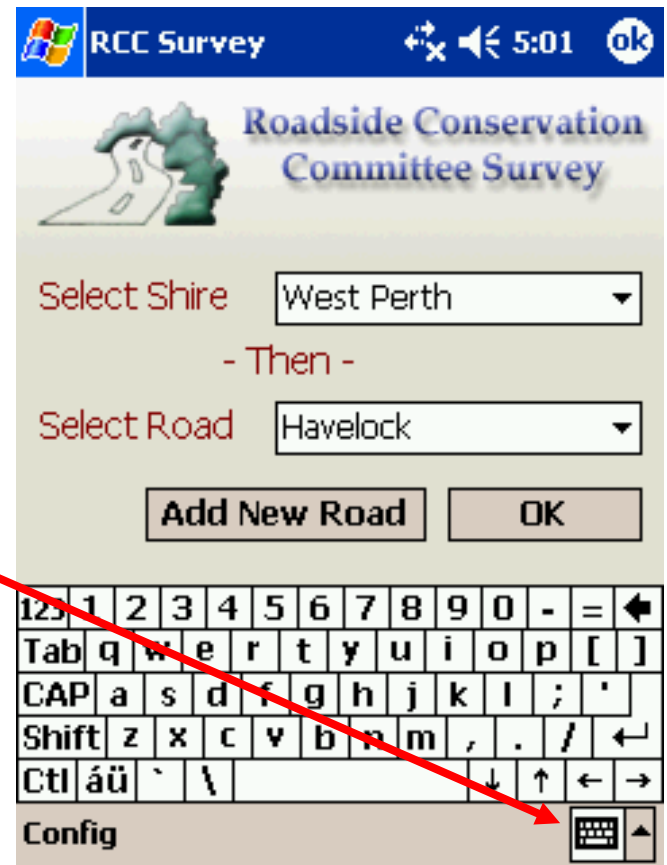 RCC Survey 5:01 ok
Roadside Conservation
Committee Survey
Select Shire West Perth
- Then -
Select Road Havelock
Add New Road OK
123 1 2 3 4 5 6 7 8 9 0 - =
Tab q w e r t y u i o p [ ]
CAP a s d f g h j k l ; '
Shift z x c v b n m , . /
Ctl áü ` \
Config